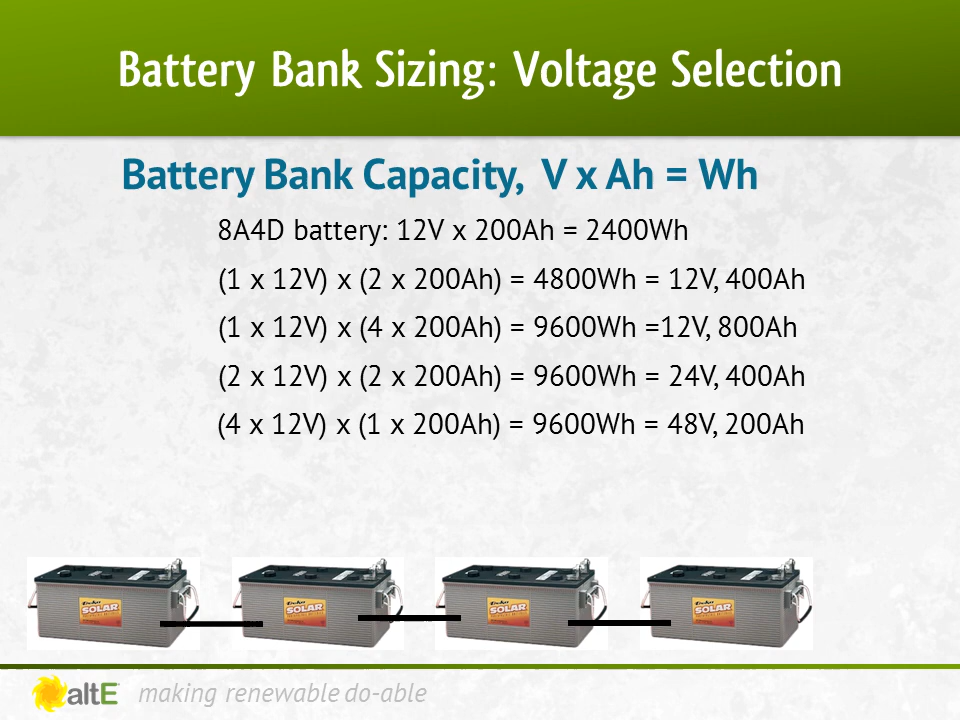 Battery Bank Sizing: Voltage Selection
Battery Bank Capacity, V x Ah = Wh
8A4D battery: 12V x 200Ah = 2400Wh
(1 x 12V) x (2 x 200Ah) = 4800Wh = 12V, 400Ah
(1 x 12V) x (4 x 200Ah) = 9600Wh =12V, 800Ah
(2 x 12V) x (2 x 200Ah) = 9600Wh = 24V, 400Ah
(4 x 12V) x (1 x 200Ah) = 9600Wh = 48V, 200Ah
SOLAR
SOLAR
SOLAR
SOLAR
altE making renewable do-able